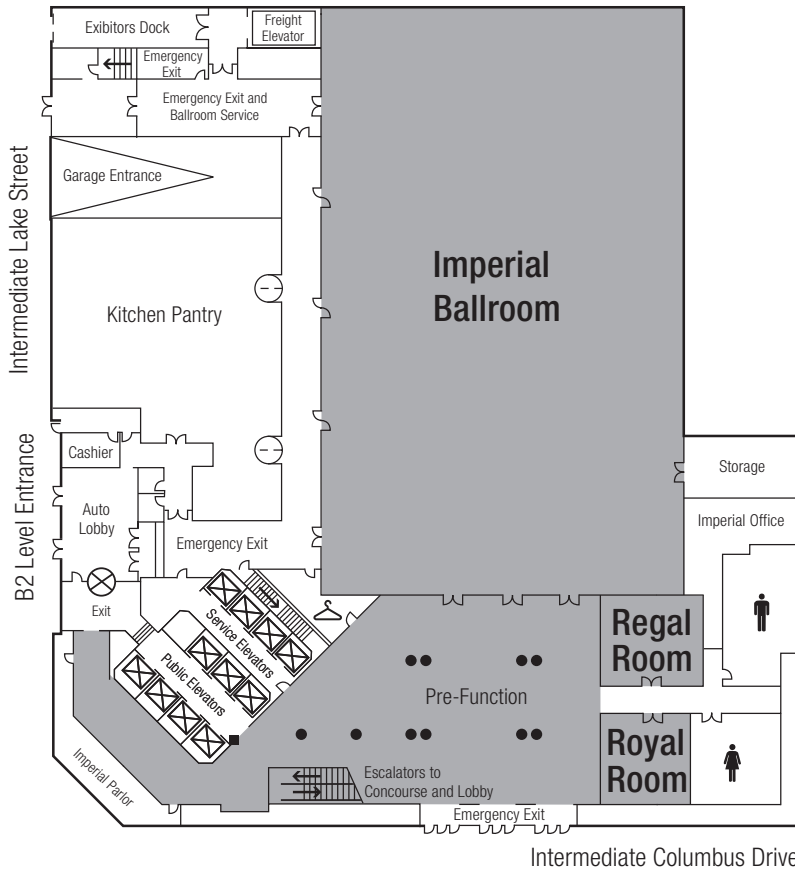 Exibitors Dock
Freight
Elevator
Emergency
Exit
Emergency Exit and
Ballroom Service
Intermediate Lake Street
Garage Entrance
Imperial
Ballroom
Kitchen Pantry
B2 Level Entrance
Cashier
Storage
Auto
Lobby
Imperial Office
Emergency Exit
Exit
Service Elevators
Public Elevators
Regal
Room
Pre-Function
Royal
Room
Imperial Parlor
Escalators to
Concourse and Lobby
Emergency Exit
Intermediate Columbus Drive